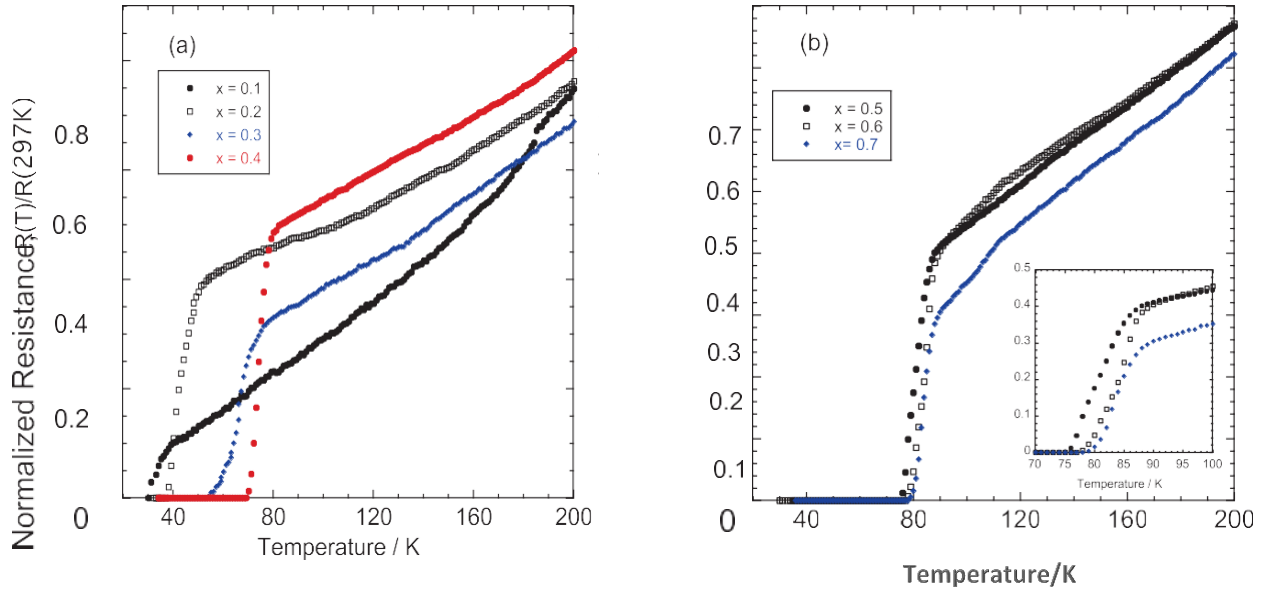 (a)
x = 0.1
x = 0.2
x = 0.3
x = 0.4
0.8
0.6
0.4
0.2
0
Normalized Resistance,R(T)/R(297K)
40 80 120 160 200
Temperature / K
(b)
x = 0.5
x = 0.6
x= 0.7
0.7
0.6
0.5
0.4
0.3
0.2
0.1
0
40 80 120 160 200
Temperature/K
0.5
0.4
0.3
0.2
0.1
0
70 75 80 85 90 95 100
Temperature / K